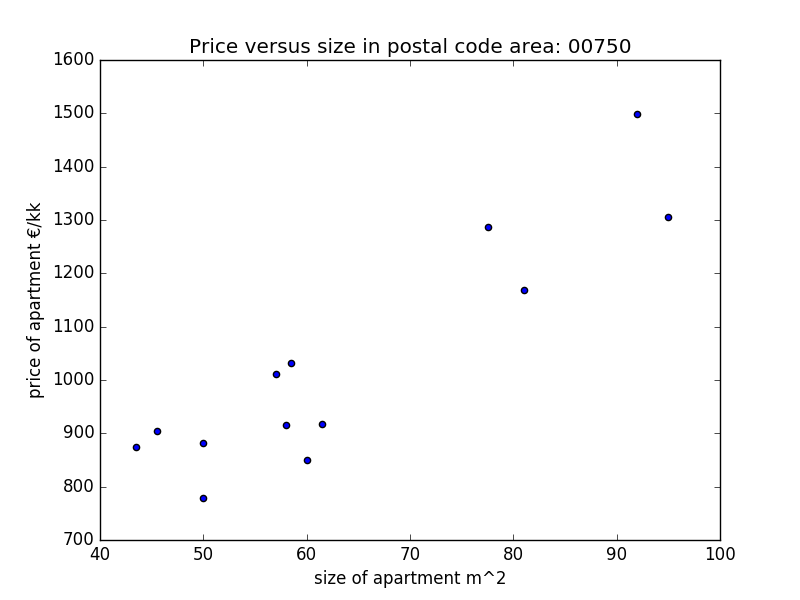 Price versus size in postal code area: 00750
1600
1500
1400
1300
1200
1100
1000
900
800
700
price of apartment €/kk
40 50 60 70 80 90 100
size of apartment m^2